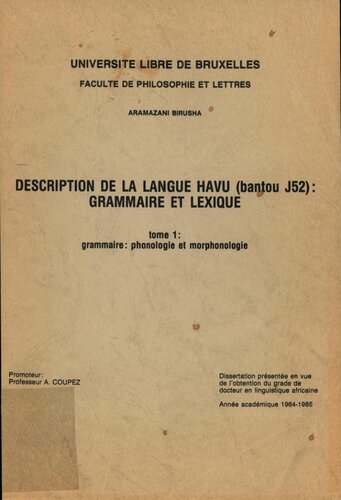 UNIVERSITE LIBRE DE BRUXELLES
FACULTE DE PHILOSOPHIE ET LETTRES
ARAMAZANI BIRUSHA
DESCRIPTION DE LA LANGUE HAVU (bantou J52):
GRAMMAIRE ET LEXIQUE
tome 1:
grammaire: phonologie et morphonologie
Promoteur:
Professeur A. COUPEZ
Dissertation présentée en vue
de l'obtention du grade de
docteur en linguistique africaine
Année académique 1984-1985